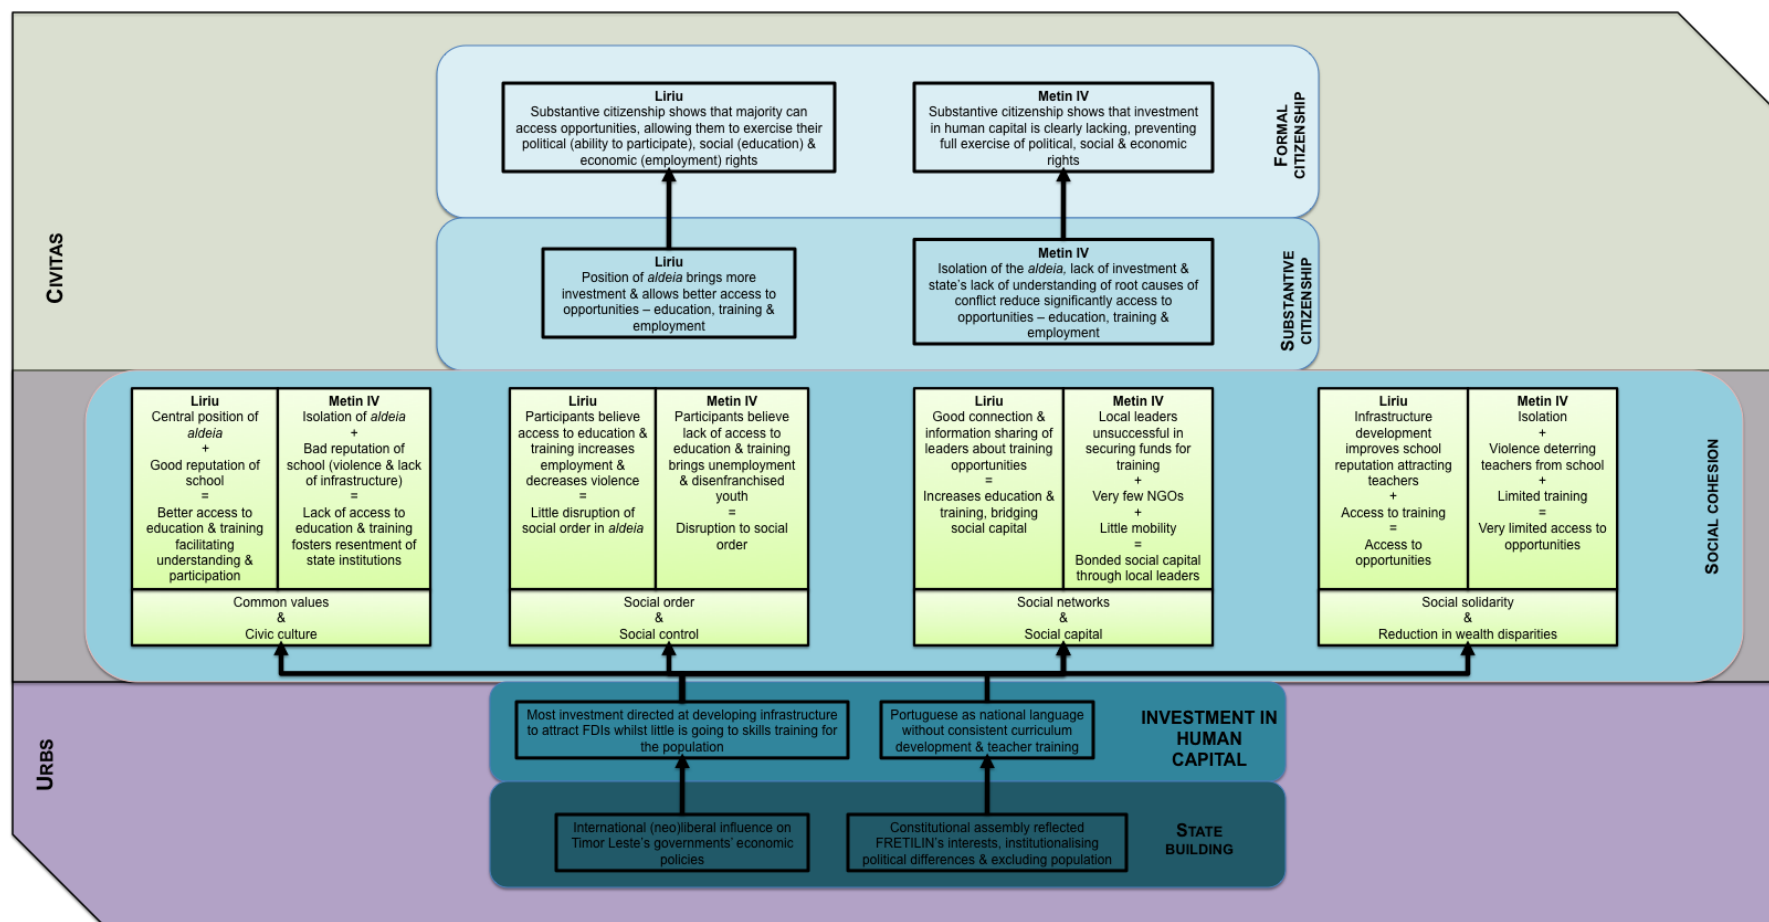 Liriu
Substantive citizenship shows that majority can
access opportunities, allowing them to exercise their
political (ability to participate), social (education) &
economic (employment) rights
Metin IV
Substantive citizenship shows that investment
in human capital is clearly lacking, preventing
full exercise of political, social & economic
rights
FORMAL
CITIZENSHIP
CIVITAS
Liriu
Position of aldeia brings more
investment & allows better access to
opportunities – education, training &
employment
Metin IV
Isolation of the aldeia, lack of investment &
state's lack of understanding of root causes of
conflict reduce significantly access to
opportunities – education, training &
employment
SUBSTANTIVE
CITIZENSHIP
Liriu
Central position of
aldeia
+
Good reputation of
school
=
Better access to
education & training
facilitating
understanding &
participation
Metin IV
Isolation of aldeia
+
Bad reputation of
school (violence & lack
of infrastructure)
=
Lack of access to
education & training
fosters resentment of
state institutions
Common values
&
Civic culture
Liriu
Participants believe
access to education &
training increases
employment &
decreases violence
=
Little disruption of
social order in aldeia
Metin IV
Participants believe
lack of access to
education & training
brings unemployment
& disenfranchised
youth
=
Disruption to social
order
Social order
&
Social control
Liriu
Good connection &
information sharing of
leaders about training
opportunities
=
Increases education &
training, bridging
social capital
Metin IV
Local leaders
unsuccessful in
securing funds for
training
+
Very few NGOs
+
Little mobility
=
Bonded social capital
through local leaders
Social networks
&
Social capital
Liriu
Infrastructure
development
improves school
reputation attracting
teachers
+
Access to training
=
Access to
opportunities
Metin IV
Isolation
+
Violence deterring
teachers from school
+
Limited training
=
Very limited access to
opportunities
Social solidarity
&
Reduction in wealth disparities
SOCIAL COHESION
URBS
Most investment directed at developing infrastructure
to attract FDIs whilst little is going to skills training for
the population
Portuguese as national language
without consistent curriculum
development & teacher training
INVESTMENT IN
HUMAN
CAPITAL
International (neo)liberal influence on
Timor Leste's governments' economic
policies
Constitutional assembly reflected
FRETILIN's interests, institutionalising
political differences & excluding population
STATE
BUILDING